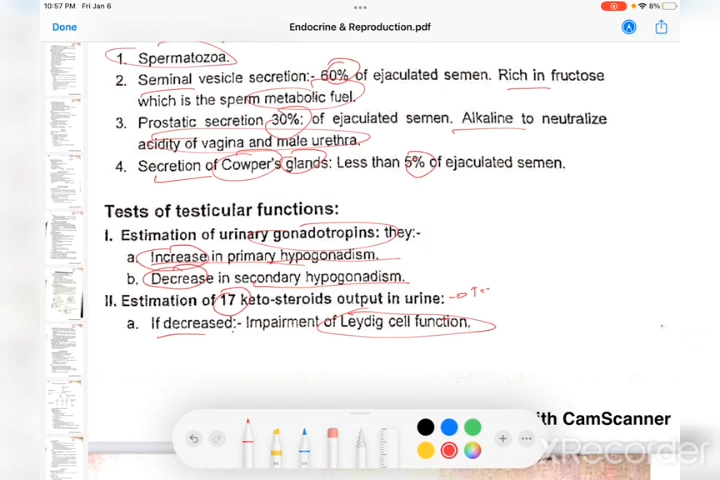 10:57 PM Fri Jan 6
8%
Done
Endocrine & Reproduction.pdf
1. Spermatozoa.
2. Seminal vesicle secretion:- 60% of ejaculated semen. Rich in fructose
which is the sperm metabolic fuel.
3. Prostatic secretion 30%: of ejaculated semen. Alkaline to neutralize
acidity of vagina and male urethra.
4. Secretion of Cowper's glands: Less than 5% of ejaculated semen.
Tests of testicular functions:
I. Estimation of urinary gonadotropins: they:-
a. Increase in primary hypogonadism.
b. Decrease in secondary hypogonadism.
II. Estimation of 17 keto-steroids output in urine:-
a. If decreased:- Impairment of Leydig cell function.
ith CamScanner
XRecorder